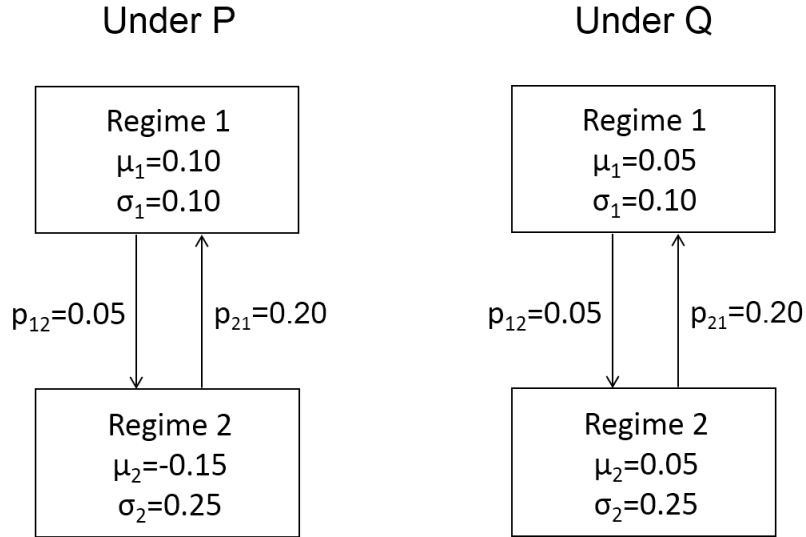 Under P
Regime 1
μ₁=0.10
σ₁=0.10
p₁₂=0.05
p₂₁=0.20
Regime 2
μ₂=-0.15
σ₂=0.25
Under Q
Regime 1
μ₁=0.05
σ₁=0.10
p₁₂=0.05
p₂₁=0.20
Regime 2
μ₂=0.05
σ₂=0.25